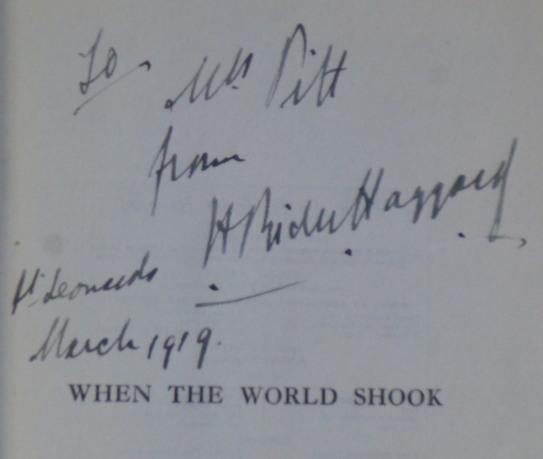 To
Mrs Pitt
from
H Rider Haggard
St. Leonards
March 1919.
WHEN THE WORLD SHOOK